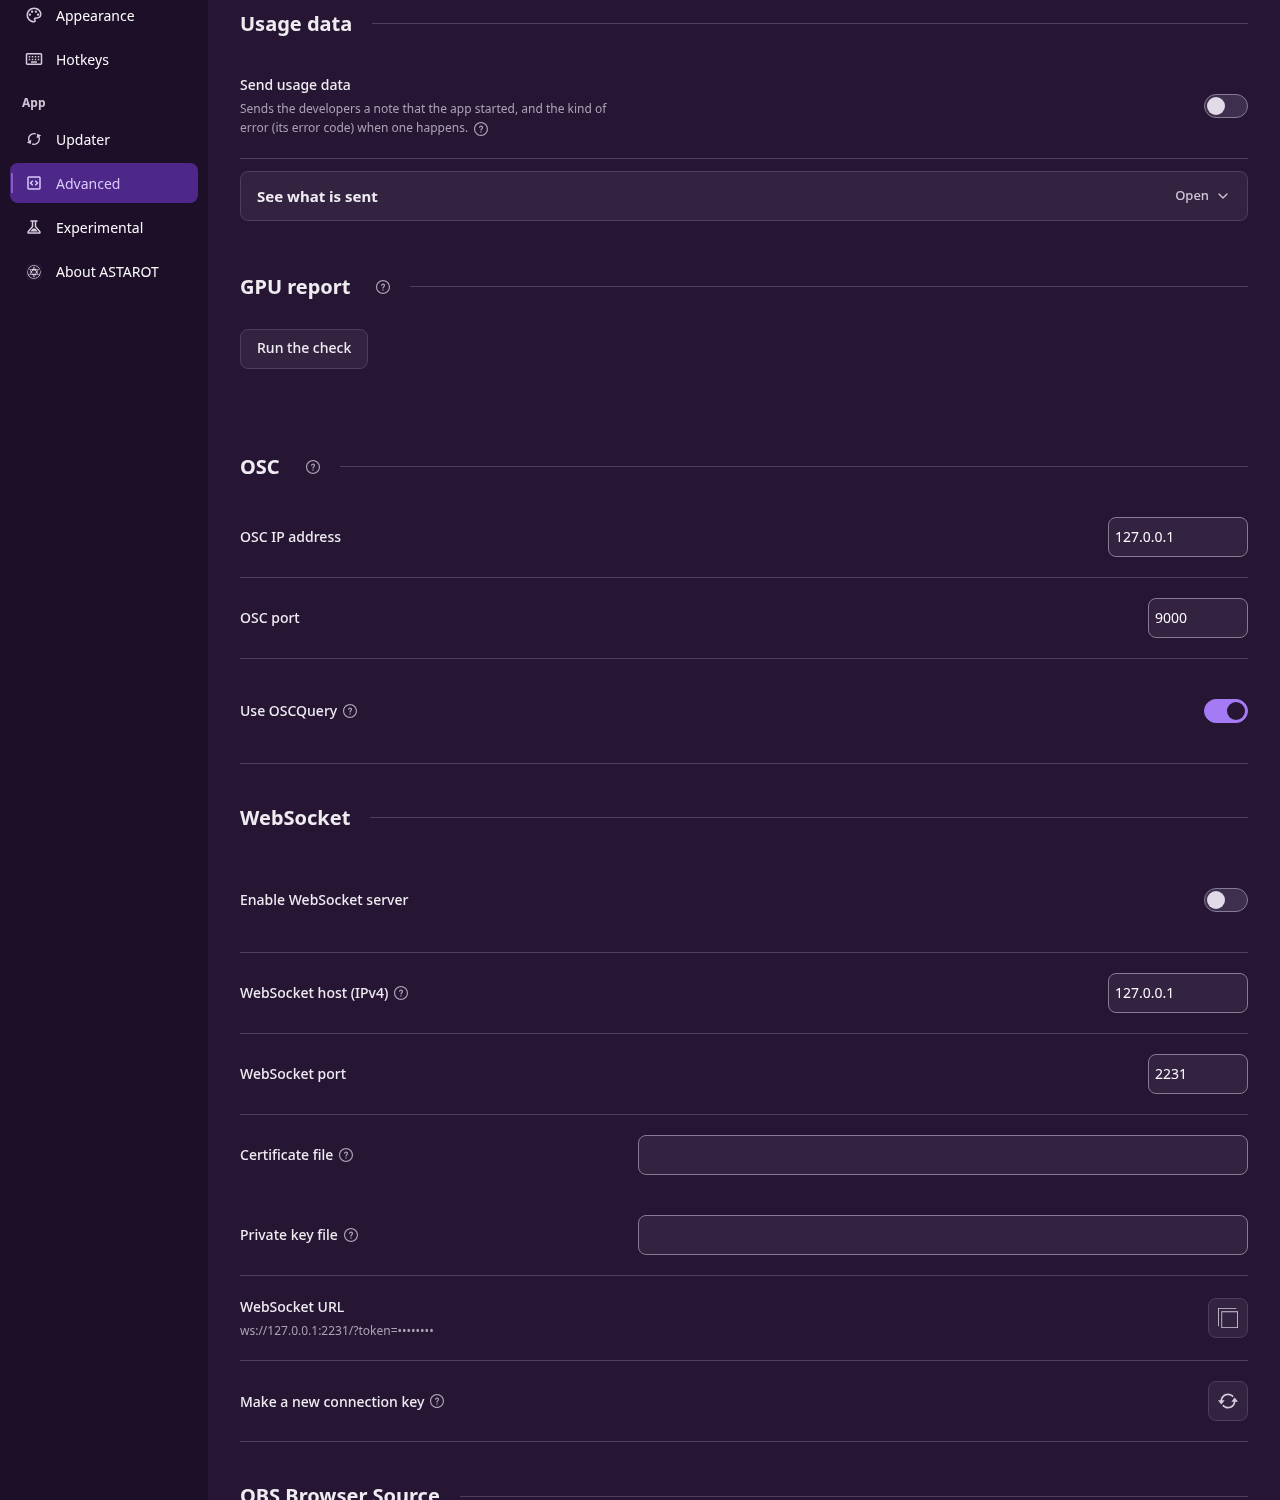 Appearance
Hotkeys
App
Updater
Advanced
Experimental
About ASTAROT
Usage data
Send usage data
Sends the developers a note that the app started, and the kind of
error (its error code) when one happens.
See what is sent
Open
GPU report
Run the check
OSC
OSC IP address
127.0.0.1
OSC port
9000
Use OSCQuery
WebSocket
Enable WebSocket server
WebSocket host (IPv4)
127.0.0.1
WebSocket port
2231
Certificate file
Private key file
WebSocket URL
ws://127.0.0.1:2231/?token=••••••••
Make a new connection key
OBS Browser Source